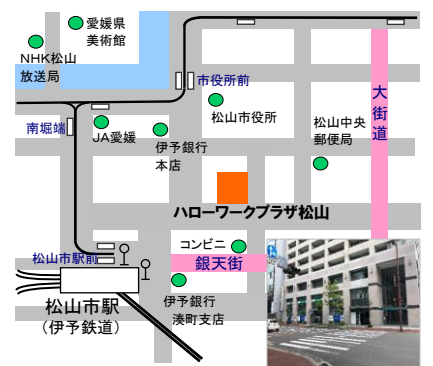 愛媛県
美術館
NHK松山
放送局
市役所前
松山市役所
大街道
南堀端
JA愛媛
伊予銀行
本店
松山中央
郵便局
ハローワークプラザ松山
コンビニ
銀天街
松山市駅前
松山市駅
（伊予鉄道）
伊予銀行
湊町支店